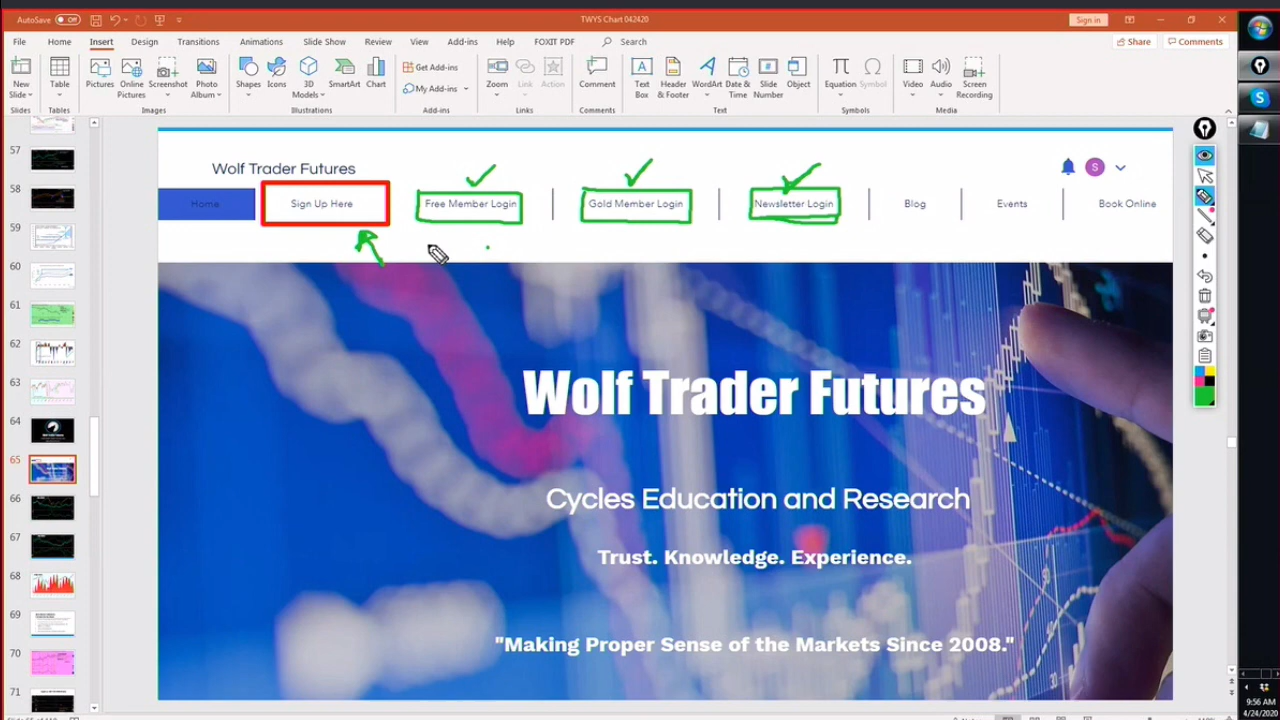 AutoSave Off TWYS Chart 042420 Sign in
File Home Insert Design Transitions Animations Slide Show Review View Add-ins Help FOXIT PDF Search Share Comments
New Slide Table Pictures Online Pictures Screenshot Photo Album Shapes Icons 3D Models SmartArt Chart Get Add-ins My Add-ins Zoom Link Action Comment Text Box Header & Footer WordArt Date & Time Slide Number Object Equation Symbol Video Audio Screen Recording
Slides Tables Images Illustrations Add-ins Links Comments Text Symbols Media
57
58
59
60
61
62
63
64
65
66
67
68
69
70
71
Wolf Trader Futures S
Home Sign Up Here Free Member Login Gold Member Login Newsletter Login Blog Events Book Online
Wolf Trader Futures
Cycles Education and Research
Trust. Knowledge. Experience.
"Making Proper Sense of the Markets Since 2008."
9:56 AM
4/24/2020